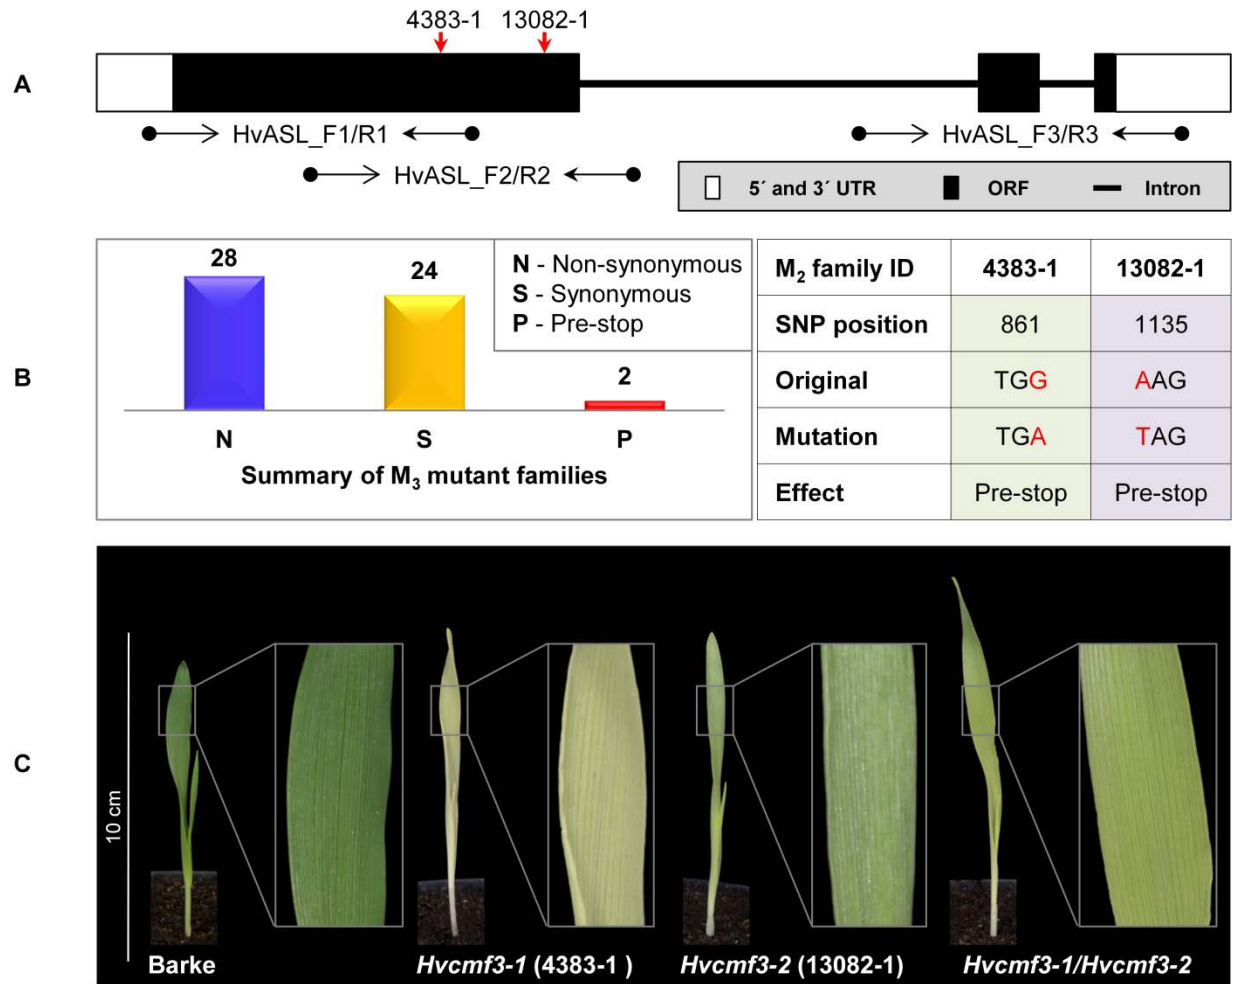 A
4383-1 13082-1
HvASL_F1/R1
HvASL_F3/R3
HvASL_F2/R2
5´ and 3´ UTR ORF Intron
B
28 24 2
N - Non-synonymous
S - Synonymous
P - Pre-stop
N S P
Summary of M3 mutant families
M2 family ID 4383-1 13082-1
SNP position 861 1135
Original TGG AAG
Mutation TGA TAG
Effect Pre-stop Pre-stop
C
10 cm
Barke
Hvcmf3-1 (4383-1 )
Hvcmf3-2 (13082-1)
Hvcmf3-1/Hvcmf3-2